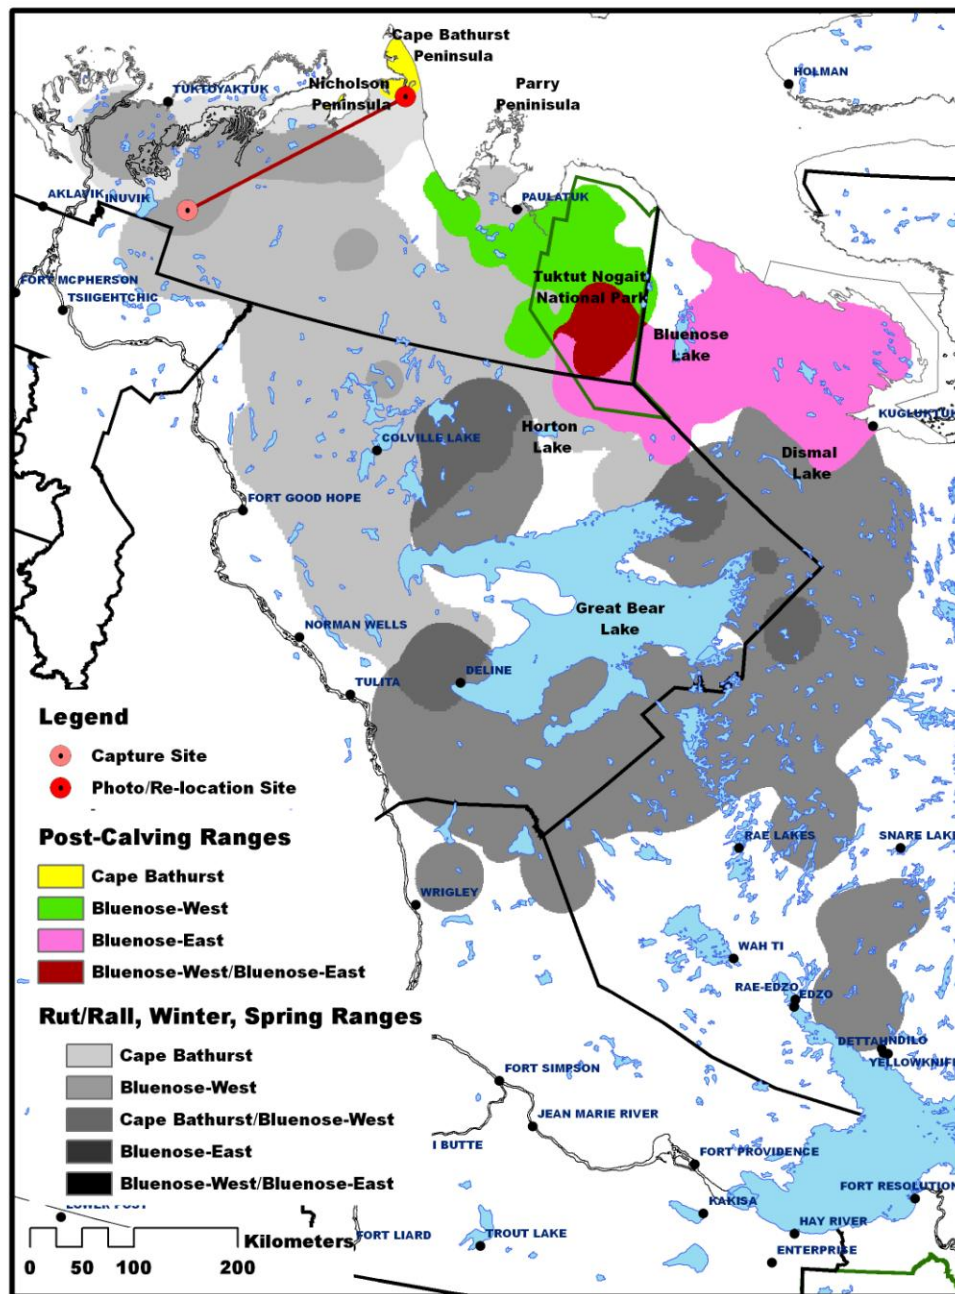 Cape Bathurst
Peninsula
HOLMAN
Nicholson
Peninsula
Parry
Peninisula
TUKTOYAKTUK
AKLAVIK
INUVIK
PAULATUK
FORT MCPHERSON
TSIIGEHTCHIC
Tuktut Nogait
National Park
Bluenose
Lake
KUGLUKTUK
Horton
Lake
Dismal
Lake
COLVILLE LAKE
FORT GOOD HOPE
Great Bear
Lake
NORMAN WELLS
DELINE
TULITA
Legend
Capture Site
Photo/Re-location Site
Post-Calving Ranges
Cape Bathurst
Bluenose-West
Bluenose-East
Bluenose-West/Bluenose-East
RAE LAKES
SNARE LAKE
WRIGLEY
WAH TI
RAE-EDZO
EDZO
Rut/Rall, Winter, Spring Ranges
Cape Bathurst
Bluenose-West
Cape Bathurst/Bluenose-West
Bluenose-East
Bluenose-West/Bluenose-East
DETTAH
NDILO
YELLOWKNIFE
FORT SIMPSON
JEAN MARIE RIVER
I BUTTE
FORT PROVIDENCE
FORT RESOLUTION
KAKISA
LOWER POST
HAY RIVER
Kilometers
FORT LIARD
TROUT LAKE
ENTERPRISE
0 50 100 200